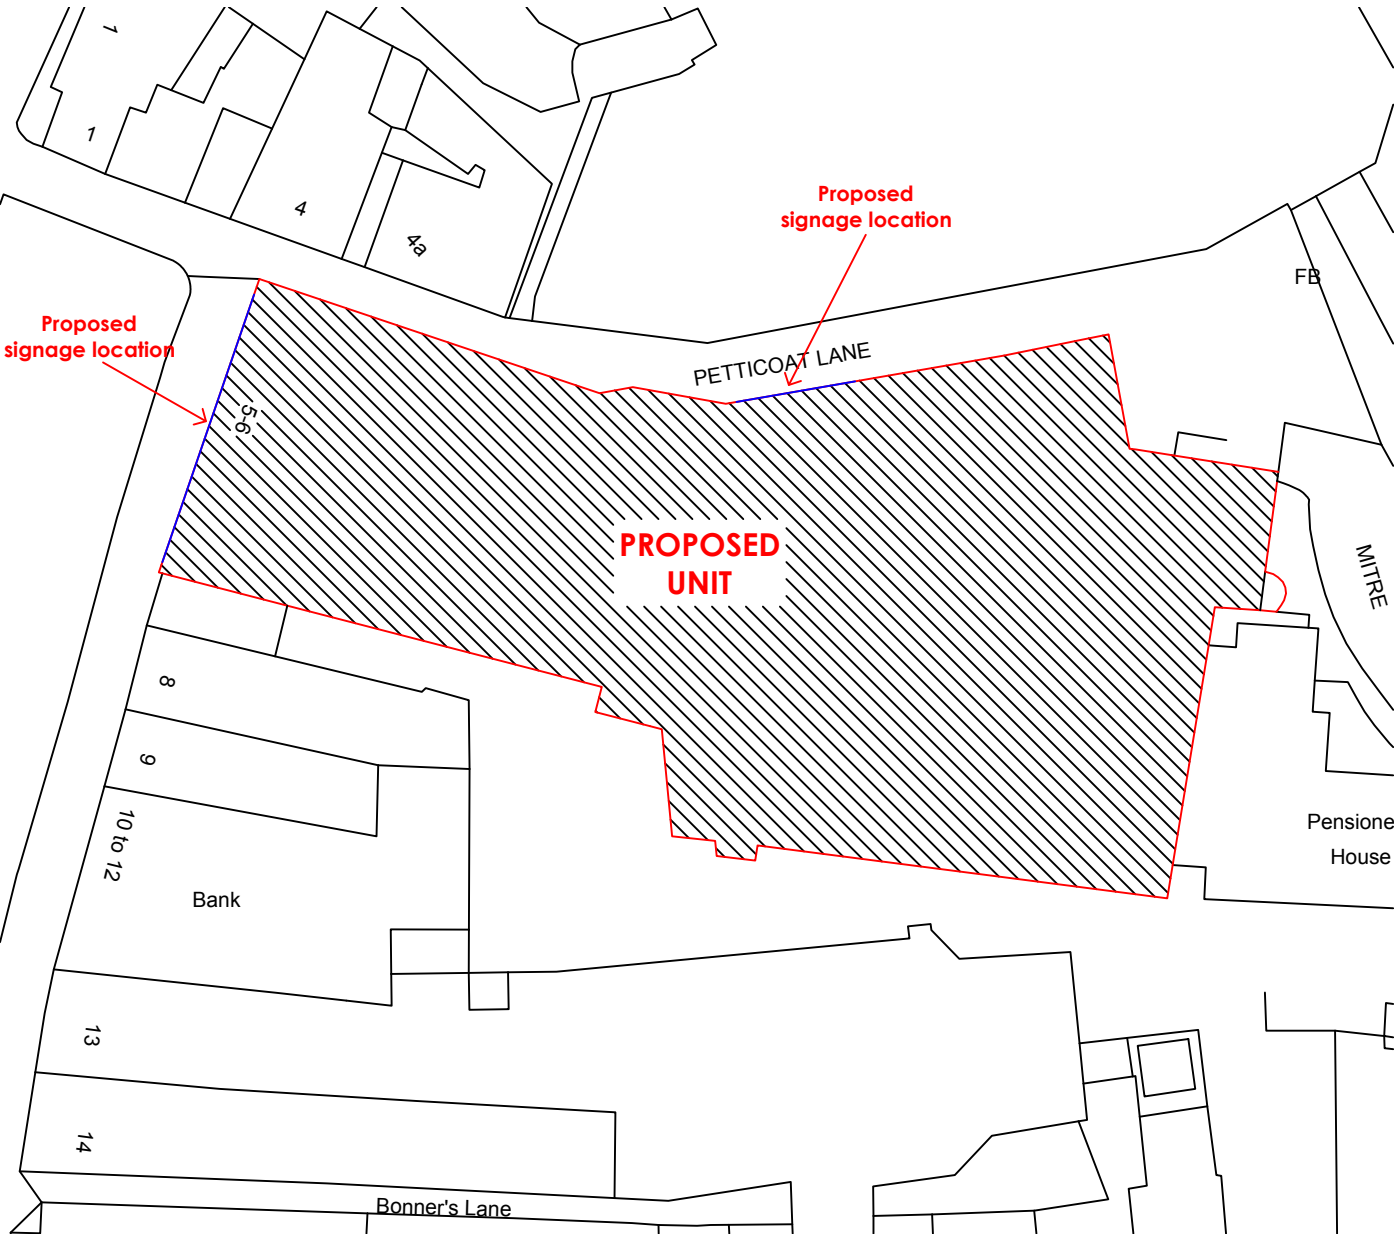 1
1
4
4a
Proposed
signage location
FB
Proposed
signage location
PETTICOAT LANE
5-6
PROPOSED
UNIT
MITRE
8
9
10 to 12
Bank
Pensione
House
13
14
Bonner's Lane